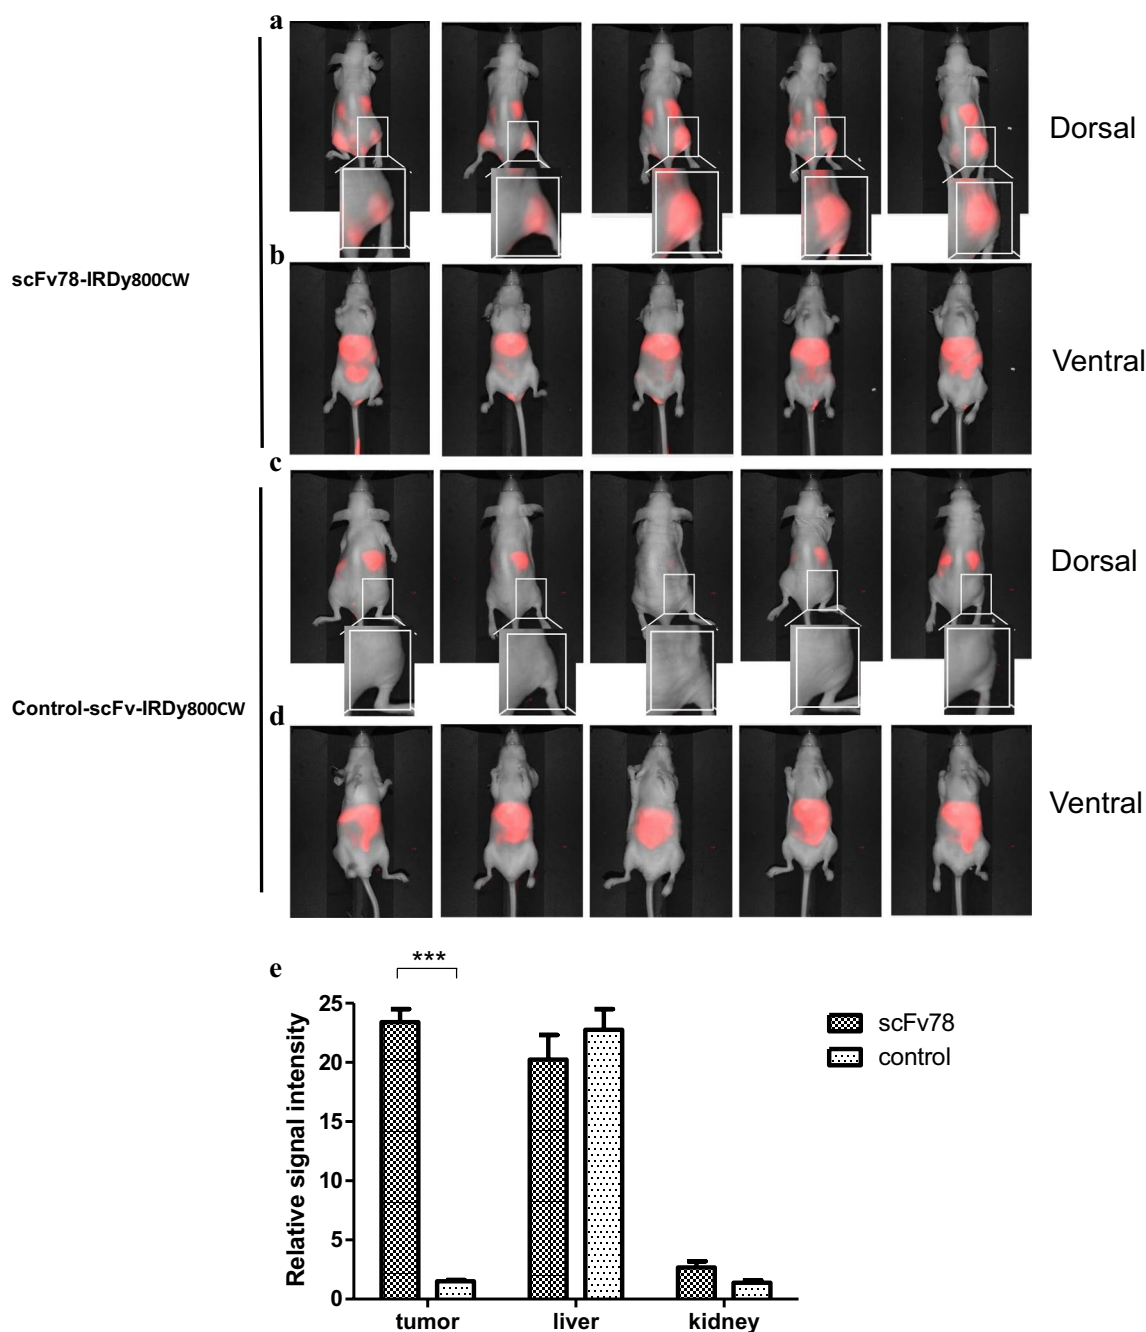 a
Dorsal
b
scFv78-IRDy800CW
Ventral
c
Dorsal
Control-scFv-IRDy800CW
d
Ventral
e
***
25
20
15
10
5
0
Relative signal intensity
scFv78
control
tumor
liver
kidney